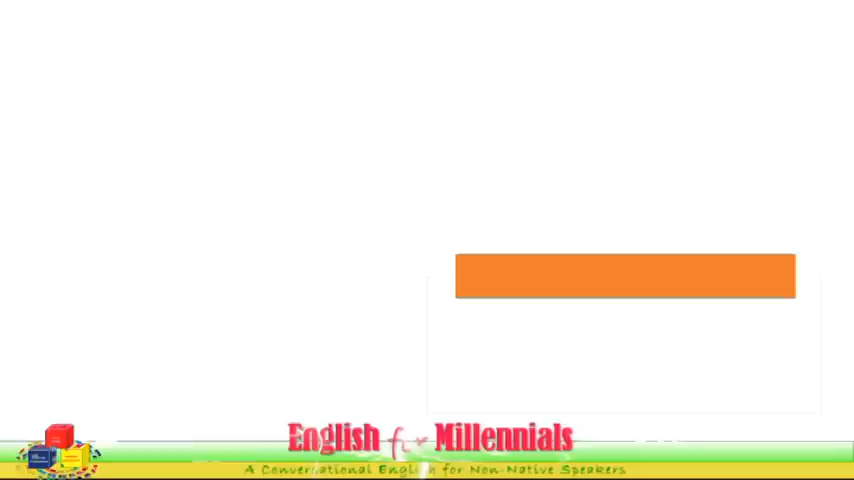 English for Millennials
A Conversational English for Non-Native Speakers